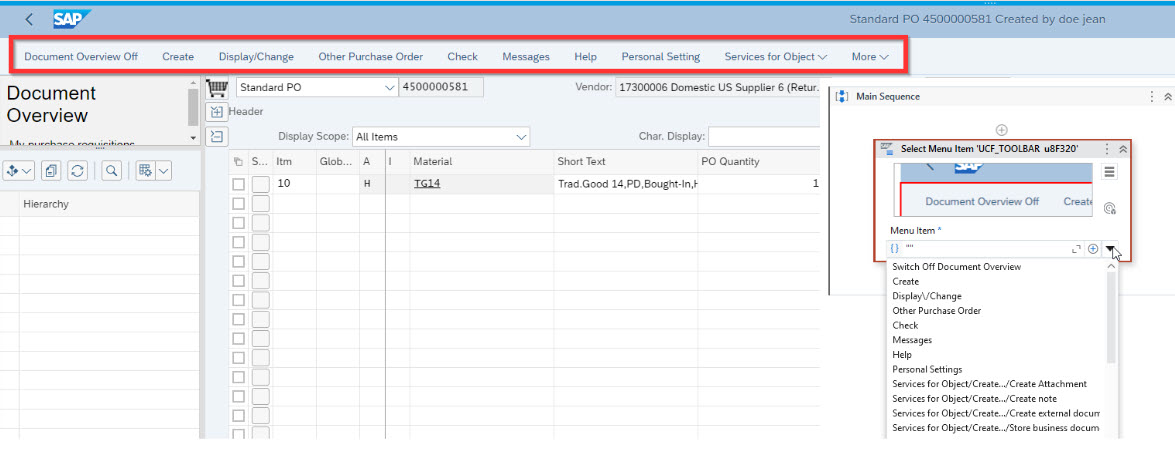 SAP
Standard PO 4500000581 Created by doe jean
Document Overview Off Create Display/Change Other Purchase Order Check Messages Help Personal Setting Services for Object More
Document
Overview
My purchase requisitions
Hierarchy
Standard PO 4500000581 Vendor: 17300006 Domestic US Supplier 6 (Retur.
Header
Display Scope: All Items Char. Display:
S... Itm Glob... A I Material Short Text PO Quantity
10 H TG14 Trad.Good 14,PD,Bought-In,H 1
Main Sequence
Select Menu Item 'UCF_TOOLBAR u8F320'
SAP
Document Overview Off Create
Menu Item *
{} ""
Switch Off Document Overview
Create
Display\/Change
Other Purchase Order
Check
Messages
Help
Personal Settings
Services for Object/Create.../Create Attachment
Services for Object/Create.../Create note
Services for Object/Create.../Create external docum
Services for Object/Create.../Store business docum